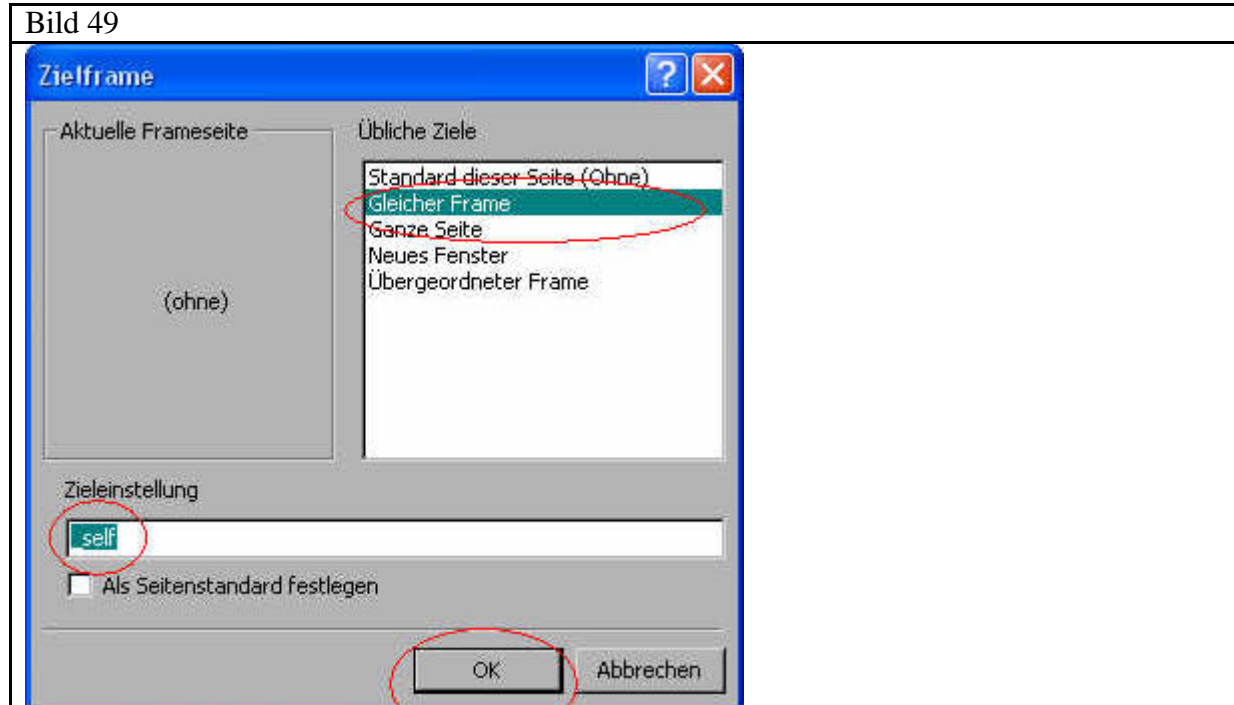 Bild 49
Zielframe
Aktuelle Frameseite
(ohne)
Übliche Ziele
Standard dieser Seite (Ohne)
Gleicher Frame
Ganze Seite
Neues Fenster
Übergeordneter Frame
Zieleinstellung
_self
Als Seitenstandard festlegen
OK
Abbrechen